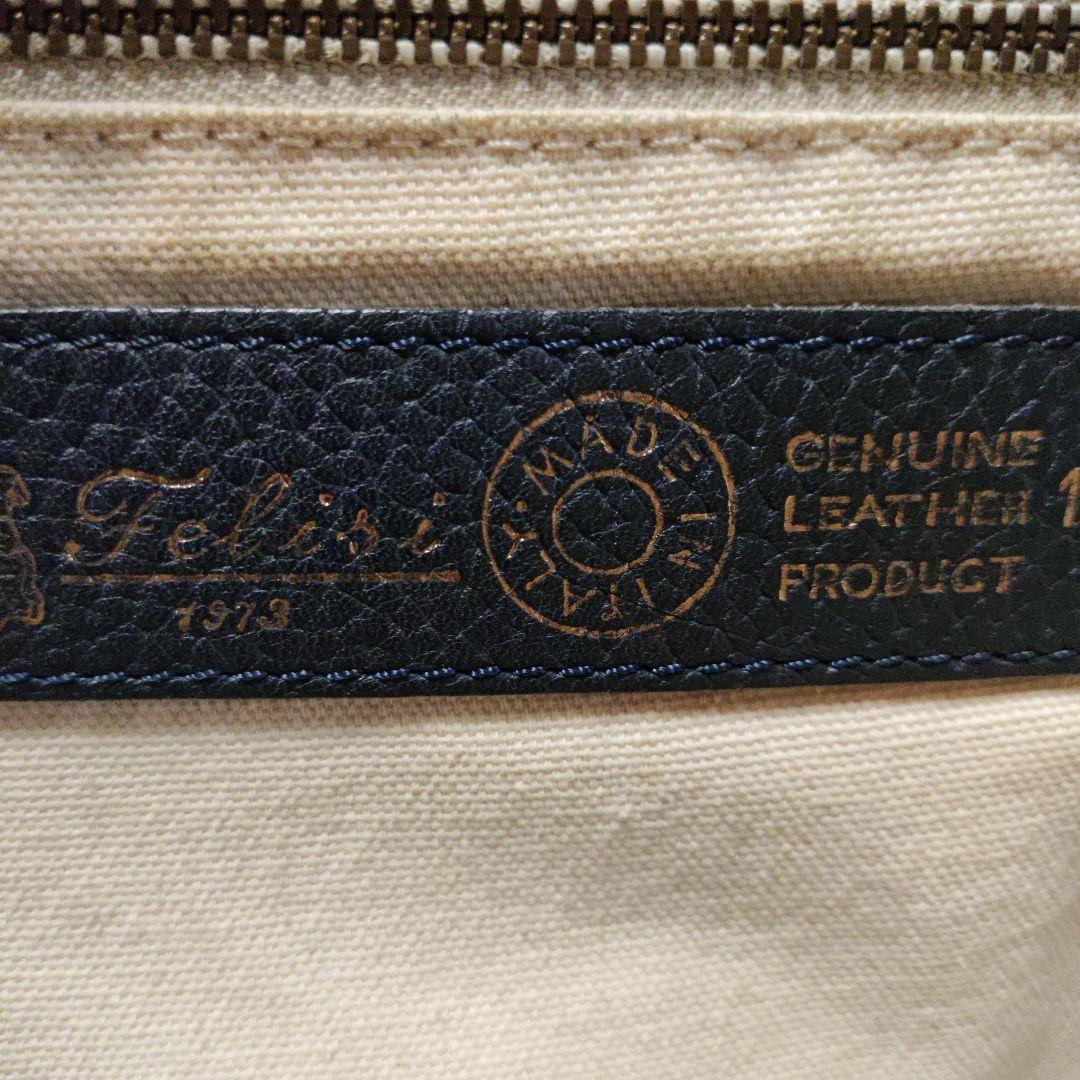 Felisi
1973
MADE IN ITALY·
GENUINE
LEATHER
PRODUCT